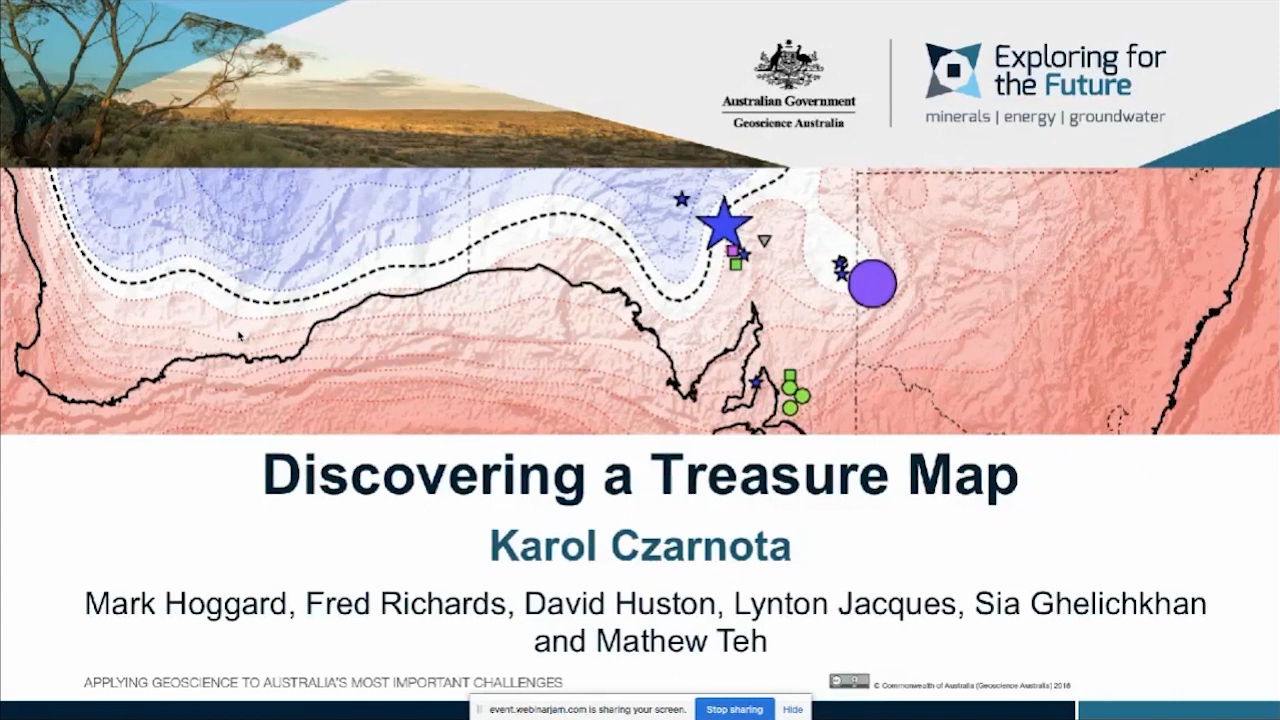 Australian Government
Geoscience Australia
Exploring for
the Future
minerals | energy | groundwater
Discovering a Treasure Map
Karol Czarnota
Mark Hoggard, Fred Richards, David Huston, Lynton Jacques, Sia Ghelichkhan
and Mathew Teh
APPLYING GEOSCIENCE TO AUSTRALIA'S MOST IMPORTANT CHALLENGES
© Commonwealth of Australia (Geoscience Australia) 2018
event.webinarjam.com is sharing your screen. Stop sharing Hide